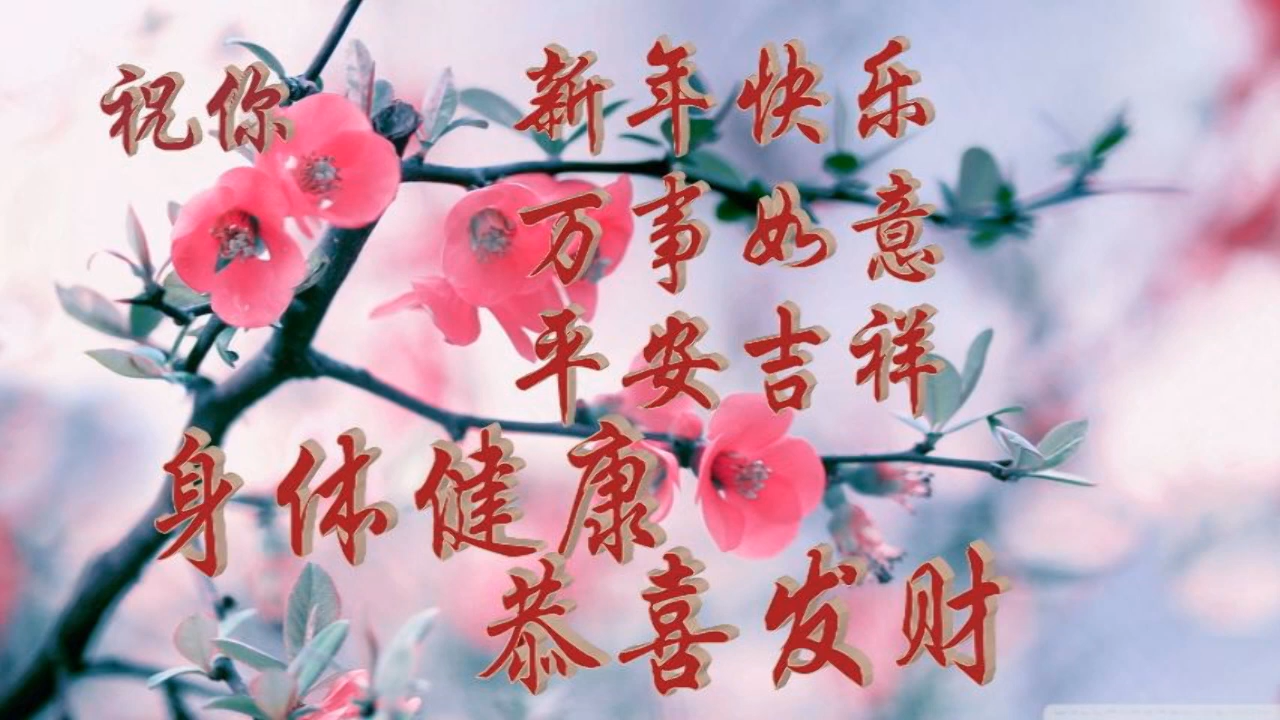 祝你 新年快乐
万事如意
平安吉祥
身体健康
恭喜发财